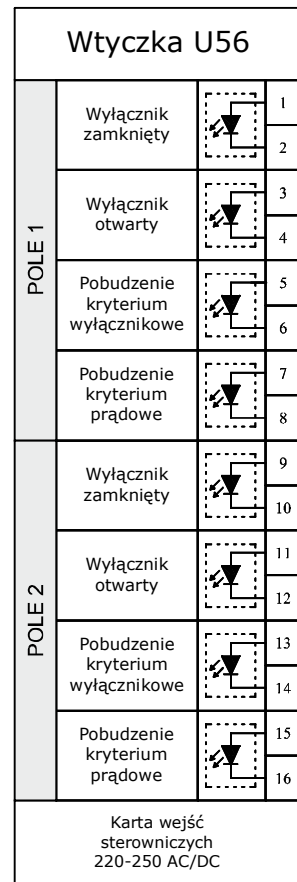 Wtyczka U56
POLE 1
Wyłącznik
zamknięty
1
2
Wyłącznik
otwarty
3
4
Pobudzenie
kryterium
wyłącznikowe
5
6
Pobudzenie
kryterium
prądowe
7
8
POLE 2
Wyłącznik
zamknięty
9
10
Wyłącznik
otwarty
11
12
Pobudzenie
kryterium
wyłącznikowe
13
14
Pobudzenie
kryterium
prądowe
15
16
Karta wejść
sterowniczych
220-250 AC/DC